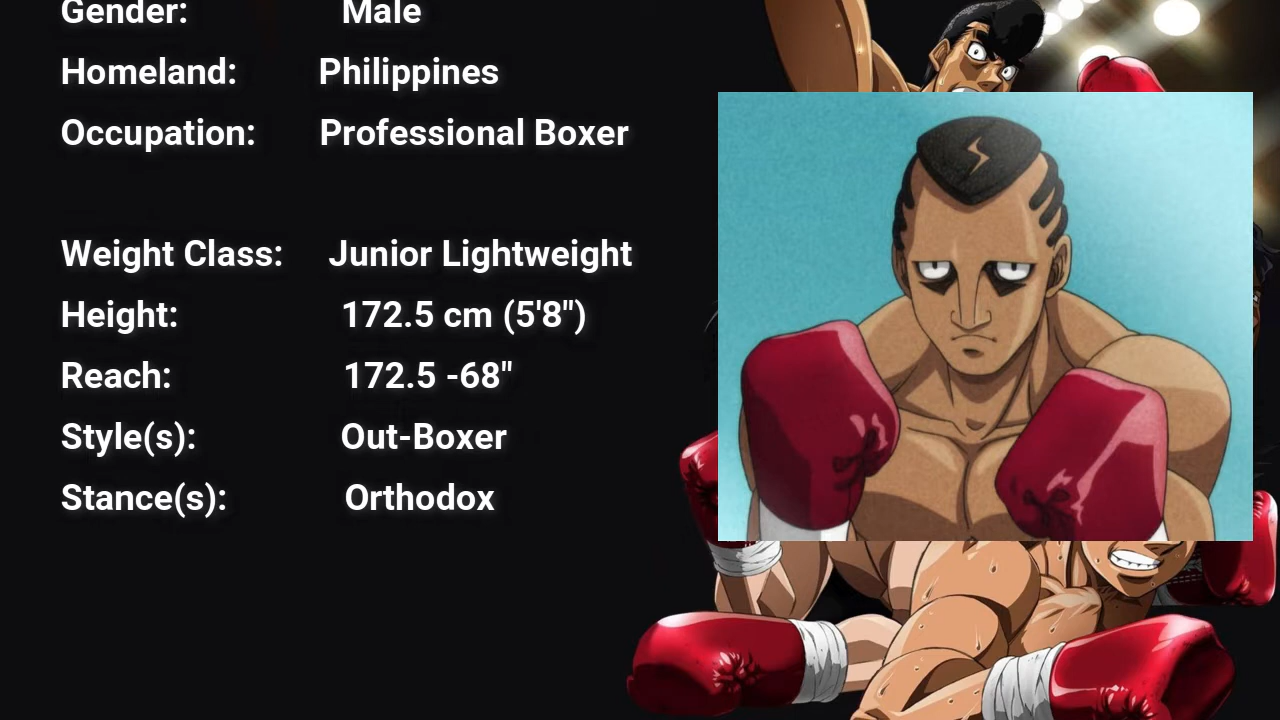 Gender: Male
Homeland: Philippines
Occupation: Professional Boxer
Weight Class: Junior Lightweight
Height: 172.5 cm (5'8")
Reach: 172.5 -68"
Style(s): Out-Boxer
Stance(s): Orthodox